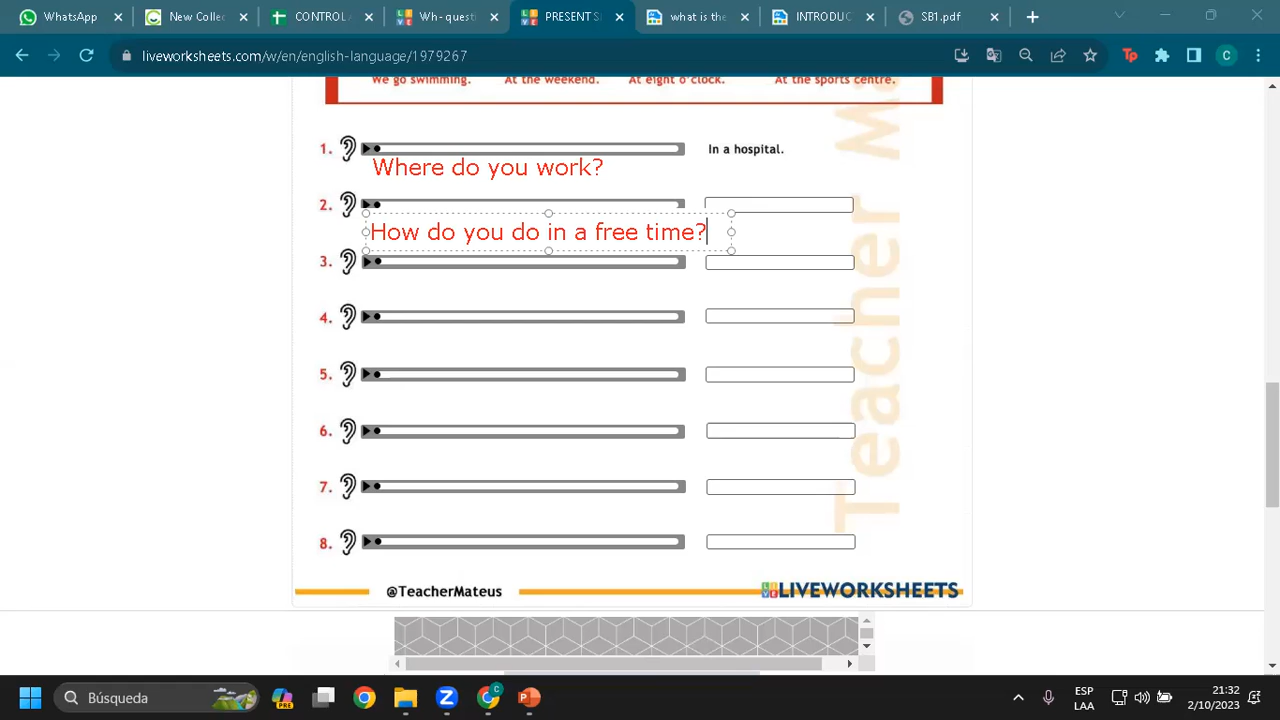 WhatsApp
New Collec
CONTROL A
Wh- questi
PRESENT S
what is the
INTRODUC
SB1.pdf
liveworksheets.com/w/en/english-language/1979267
C
We go swimming. At the weekend. At eight o'clock. At the sports centre.
1. In a hospital.
Where do you work?
2.
How do you do in a free time?
3.
4.
5.
6.
7.
8.
Teacher Ma
@TeacherMateus
LIVEWORKSHEETS
Búsqueda
PRE
ESP
LAA
21:32
2/10/2023